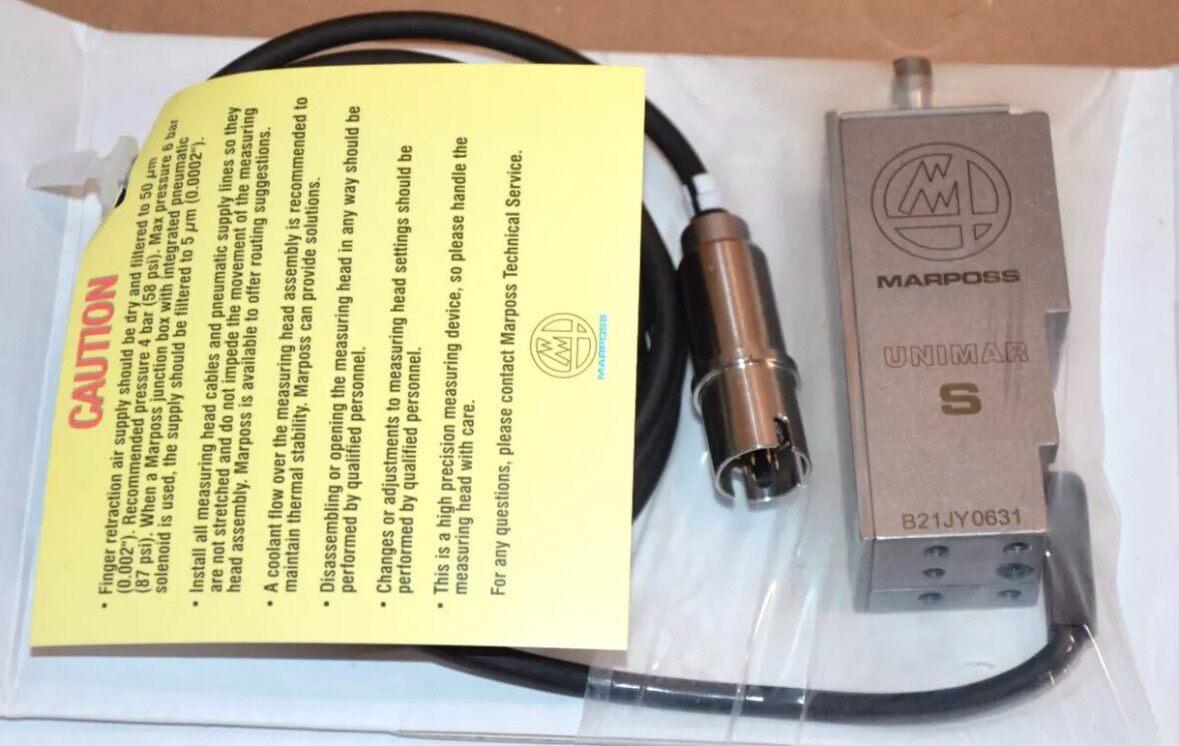 CAUTION
• Finger retraction air supply should be dry and filtered to 50 µm
(0.002"). Recommended pressure 4 bar (58 psi). Max pressure 6 bar
(87 psi). When a Marposs junction box with integrated pneumatic
solenoid is used, the supply should be filtered to 5 µm (0.0002").
• Install all measuring head cables and pneumatic supply lines so they
are not stretched and do not impede the movement of the measuring
head assembly. Marposs is available to offer routing suggestions.
• A coolant flow over the measuring head assembly is recommended to
maintain thermal stability. Marposs can provide solutions.
• Disassembling or opening the measuring head in any way should be
performed by qualified personnel.
• Changes or adjustments to measuring head settings should be
performed by qualified personnel.
• This is a high precision measuring device, so please handle the
measuring head with care.
For any questions, please contact Marposs Technical Service.
MARPOSS
MARPOSS
UNIMAR
S
B21JY0631